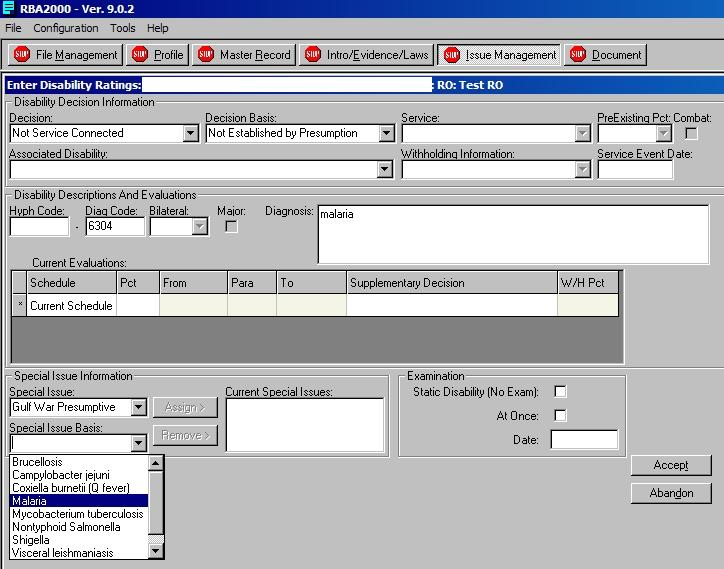 RBA2000 - Ver. 9.0.2
File Configuration Tools Help
STOP File Management STOP Profile STOP Master Record STOP Intro/Evidence/Laws STOP Issue Management STOP Document
Enter Disability Ratings: : RO: Test RO
Disability Decision Information
Decision: Decision Basis: Service: PreExisting Pct: Combat:
Not Service Connected Not Established by Presumption
Associated Disability: Withholding Information: Service Event Date:
Disability Descriptions And Evaluations
Hyph Code: Diag Code: Bilateral: Major: Diagnosis: malaria
- 6304
Current Evaluations:
Schedule Pct From Para To Supplementary Decision W/H Pct
* Current Schedule
Special Issue Information Examination
Special Issue: Current Special Issues: Static Disability (No Exam):
Gulf War Presumptive Assign >
At Once:
Special Issue Basis: Remove >
Date:
Brucellosis
Campylobacter jejuni
Coxiella burnetii (Q fever)
Malaria
Mycobacterium tuberculosis
Nontyphoid Salmonella
Shigella
Visceral leishmaniasis
Accept
Abandon